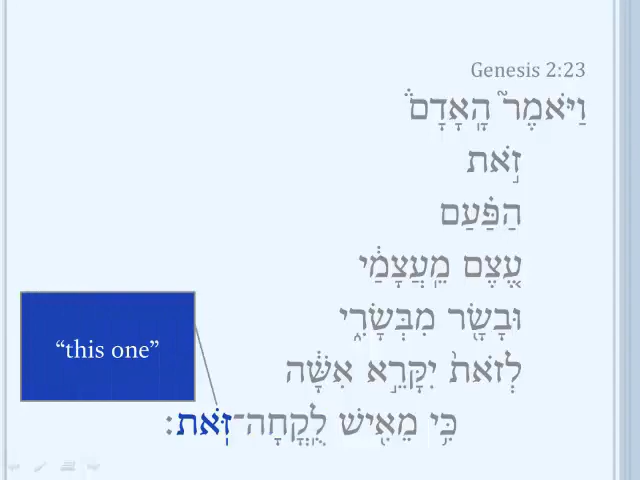 Genesis 2:23
וַיֹּאמֶר֮ הָֽאָדָם֒
זֹ֣את
הַפַּ֗עַם
עֶ֚צֶם מֵֽעֲצָמַ֔י
וּבָשָׂ֖ר מִבְּשָׂרִ֑י
לְזֹאת֙ יִקָּרֵ֣א אִשָּׁ֔ה
“this one”
כִּ֥י מֵאִ֖ישׁ לֻֽקֳחָה־זֹּֽאת׃